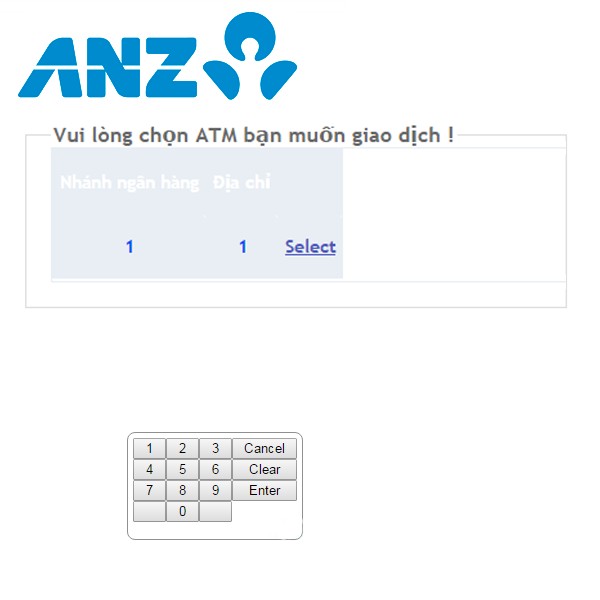 ANZ
Vui lòng chọn ATM bạn muốn giao dịch !
Nhánh ngân hàng Địa chỉ
1 1 Select
1 2 3 Cancel
4 5 6 Clear
7 8 9 Enter
0